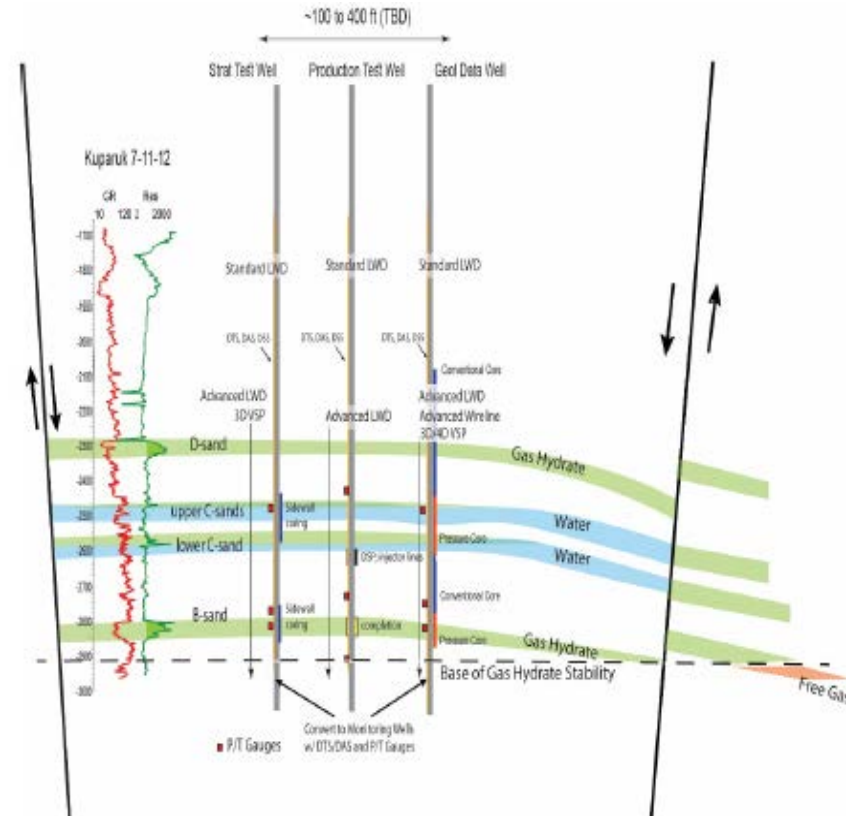 ~100 to 400 ft (TBD)
Strat Test Well
Production Test Well
Geol Data Well
Kuparuk 7-11-12
GR
Res
10
120
2000
Standard LWD
Standard LWD
Standard LWD
DTS, DAS, DSS
DTS, DAS, DSS
DTS, DAS, DSS
Conventional Core
Advanced LWD
3D VSP
Advanced LWD
Advanced LWD
Advanced Wireline
3D/4D VSP
D-sand
Gas Hydrate
upper C-sands
Sidewall
coring
Water
lower C-sand
Pressure Core
Water
Conventional Core
B-sand
Sidewall
coring
completion
Pressure Core
Gas Hydrate
Base of Gas Hydrate Stability
Free Gas
P/T Gauges
Convert to Monitoring Wells
w/ DTS/DAS and P/T Gauges